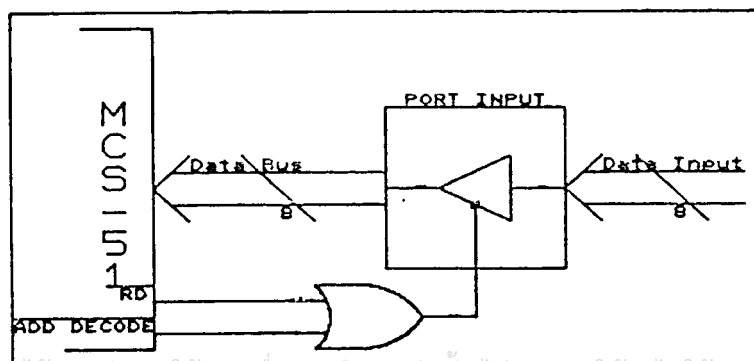 PORT INPUT
MCS-51
Data Bus
8
Data Input
8
RD
ADD DECODE